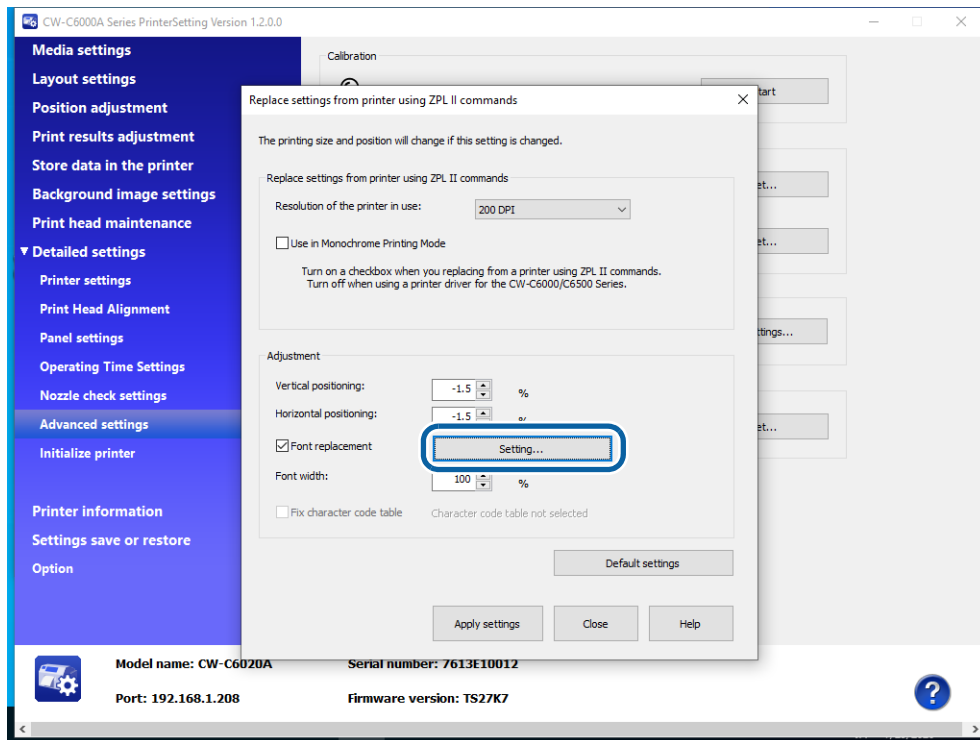 CW-C6000A Series PrinterSetting Version 1.2.0.0
Media settings
Layout settings
Position adjustment
Print results adjustment
Store data in the printer
Background image settings
Print head maintenance
▼ Detailed settings
Printer settings
Print Head Alignment
Panel settings
Operating Time Settings
Nozzle check settings
Advanced settings
Initialize printer
Printer information
Settings save or restore
Option
Calibration
tart
et...
et...
ttings...
et...
Replace settings from printer using ZPL II commands
The printing size and position will change if this setting is changed.
Replace settings from printer using ZPL II commands
Resolution of the printer in use: 200 DPI
Use in Monochrome Printing Mode
Turn on a checkbox when you replacing from a printer using ZPL II commands.
Turn off when using a printer driver for the CW-C6000/C6500 Series.
Adjustment
Vertical positioning: -1.5 %
Horizontal positioning: -1.5 %
Font replacement Setting...
Font width: 100 %
Fix character code table Character code table not selected
Default settings
Apply settings Close Help
Model name: CW-C6020A Serial number: 7613E10012
Port: 192.168.1.208 Firmware version: TS27K7
?